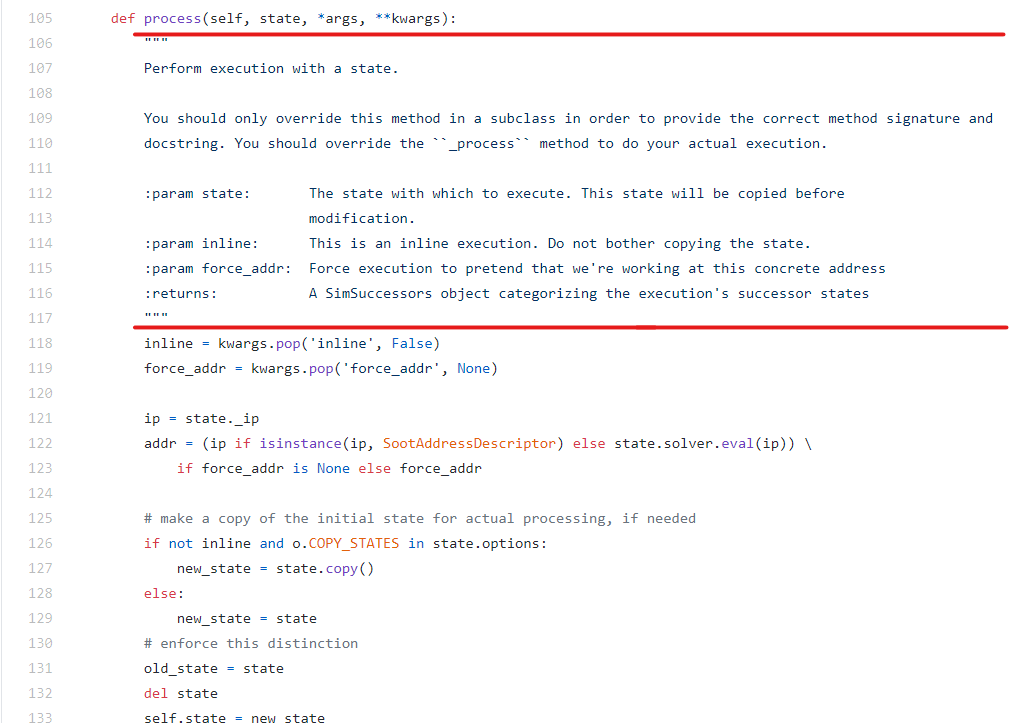 105 def process(self, state, *args, **kwargs):
106 """
107 Perform execution with a state.
108
109 You should only override this method in a subclass in order to provide the correct method signature and
110 docstring. You should override the ``_process`` method to do your actual execution.
111
112 :param state: The state with which to execute. This state will be copied before
113 modification.
114 :param inline: This is an inline execution. Do not bother copying the state.
115 :param force_addr: Force execution to pretend that we're working at this concrete address
116 :returns: A SimSuccessors object categorizing the execution's successor states
117 """
118 inline = kwargs.pop('inline', False)
119 force_addr = kwargs.pop('force_addr', None)
120
121 ip = state._ip
122 addr = (ip if isinstance(ip, SootAddressDescriptor) else state.solver.eval(ip)) \
123 if force_addr is None else force_addr
124
125 # make a copy of the initial state for actual processing, if needed
126 if not inline and o.COPY_STATES in state.options:
127 new_state = state.copy()
128 else:
129 new_state = state
130 # enforce this distinction
131 old_state = state
132 del state
133 self.state = new_state